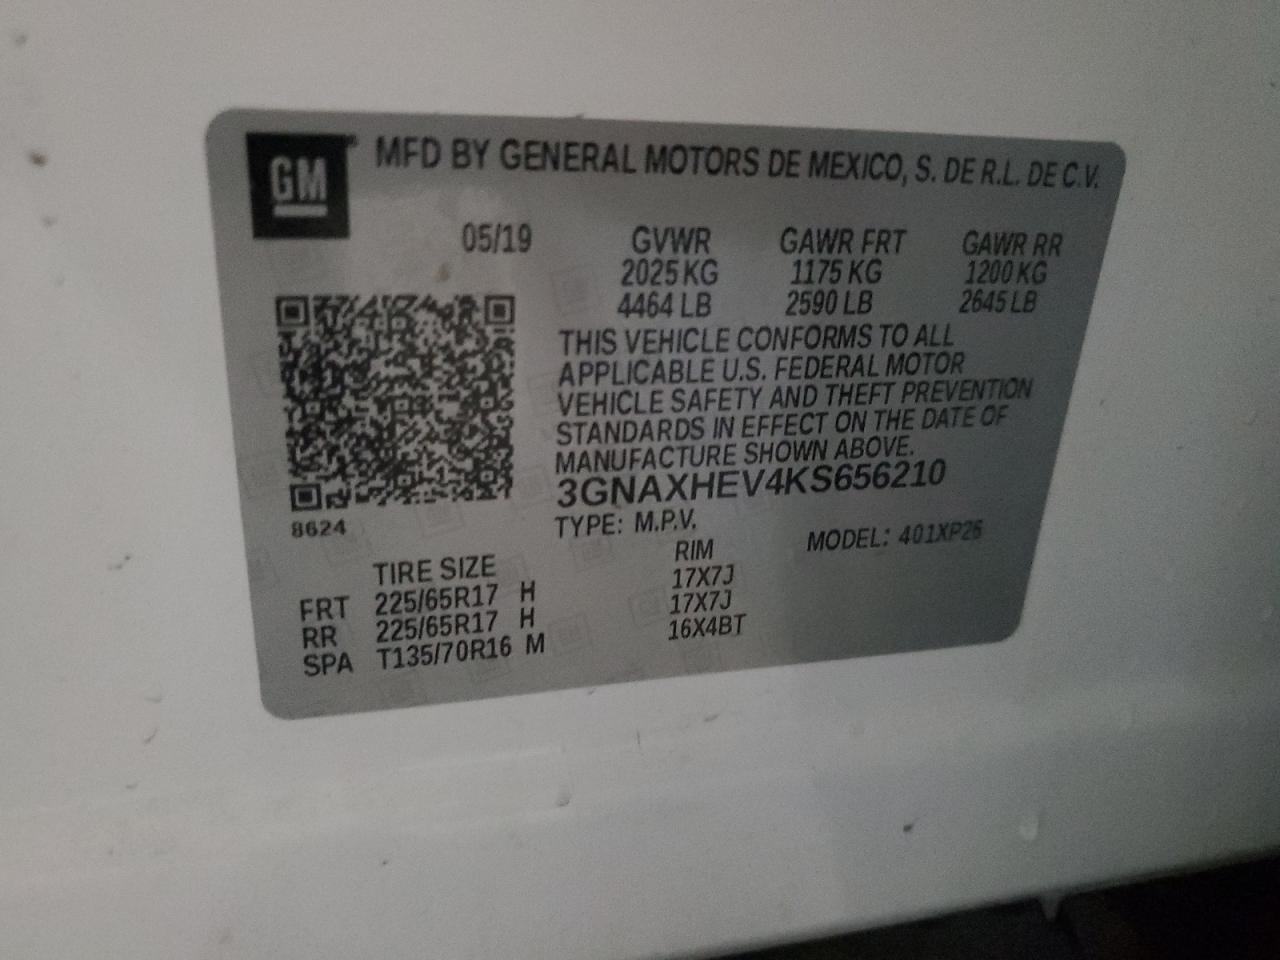 GM MFD BY GENERAL MOTORS DE MEXICO, S. DE R.L. DE C.V.
05/19 GVWR GAWR FRT GAWR RR
2025 KG 1175 KG 1200 KG
4464 LB 2590 LB 2645 LB
THIS VEHICLE CONFORMS TO ALL
APPLICABLE U.S. FEDERAL MOTOR
VEHICLE SAFETY AND THEFT PREVENTION
STANDARDS IN EFFECT ON THE DATE OF
MANUFACTURE SHOWN ABOVE.
3GNAXHEV4KS656210
8624
TYPE: M.P.V. MODEL: 401XP26
TIRE SIZE RIM
FRT 225/65R17 H 17X7J
RR 225/65R17 H 17X7J
SPA T135/70R16 M 16X4BT